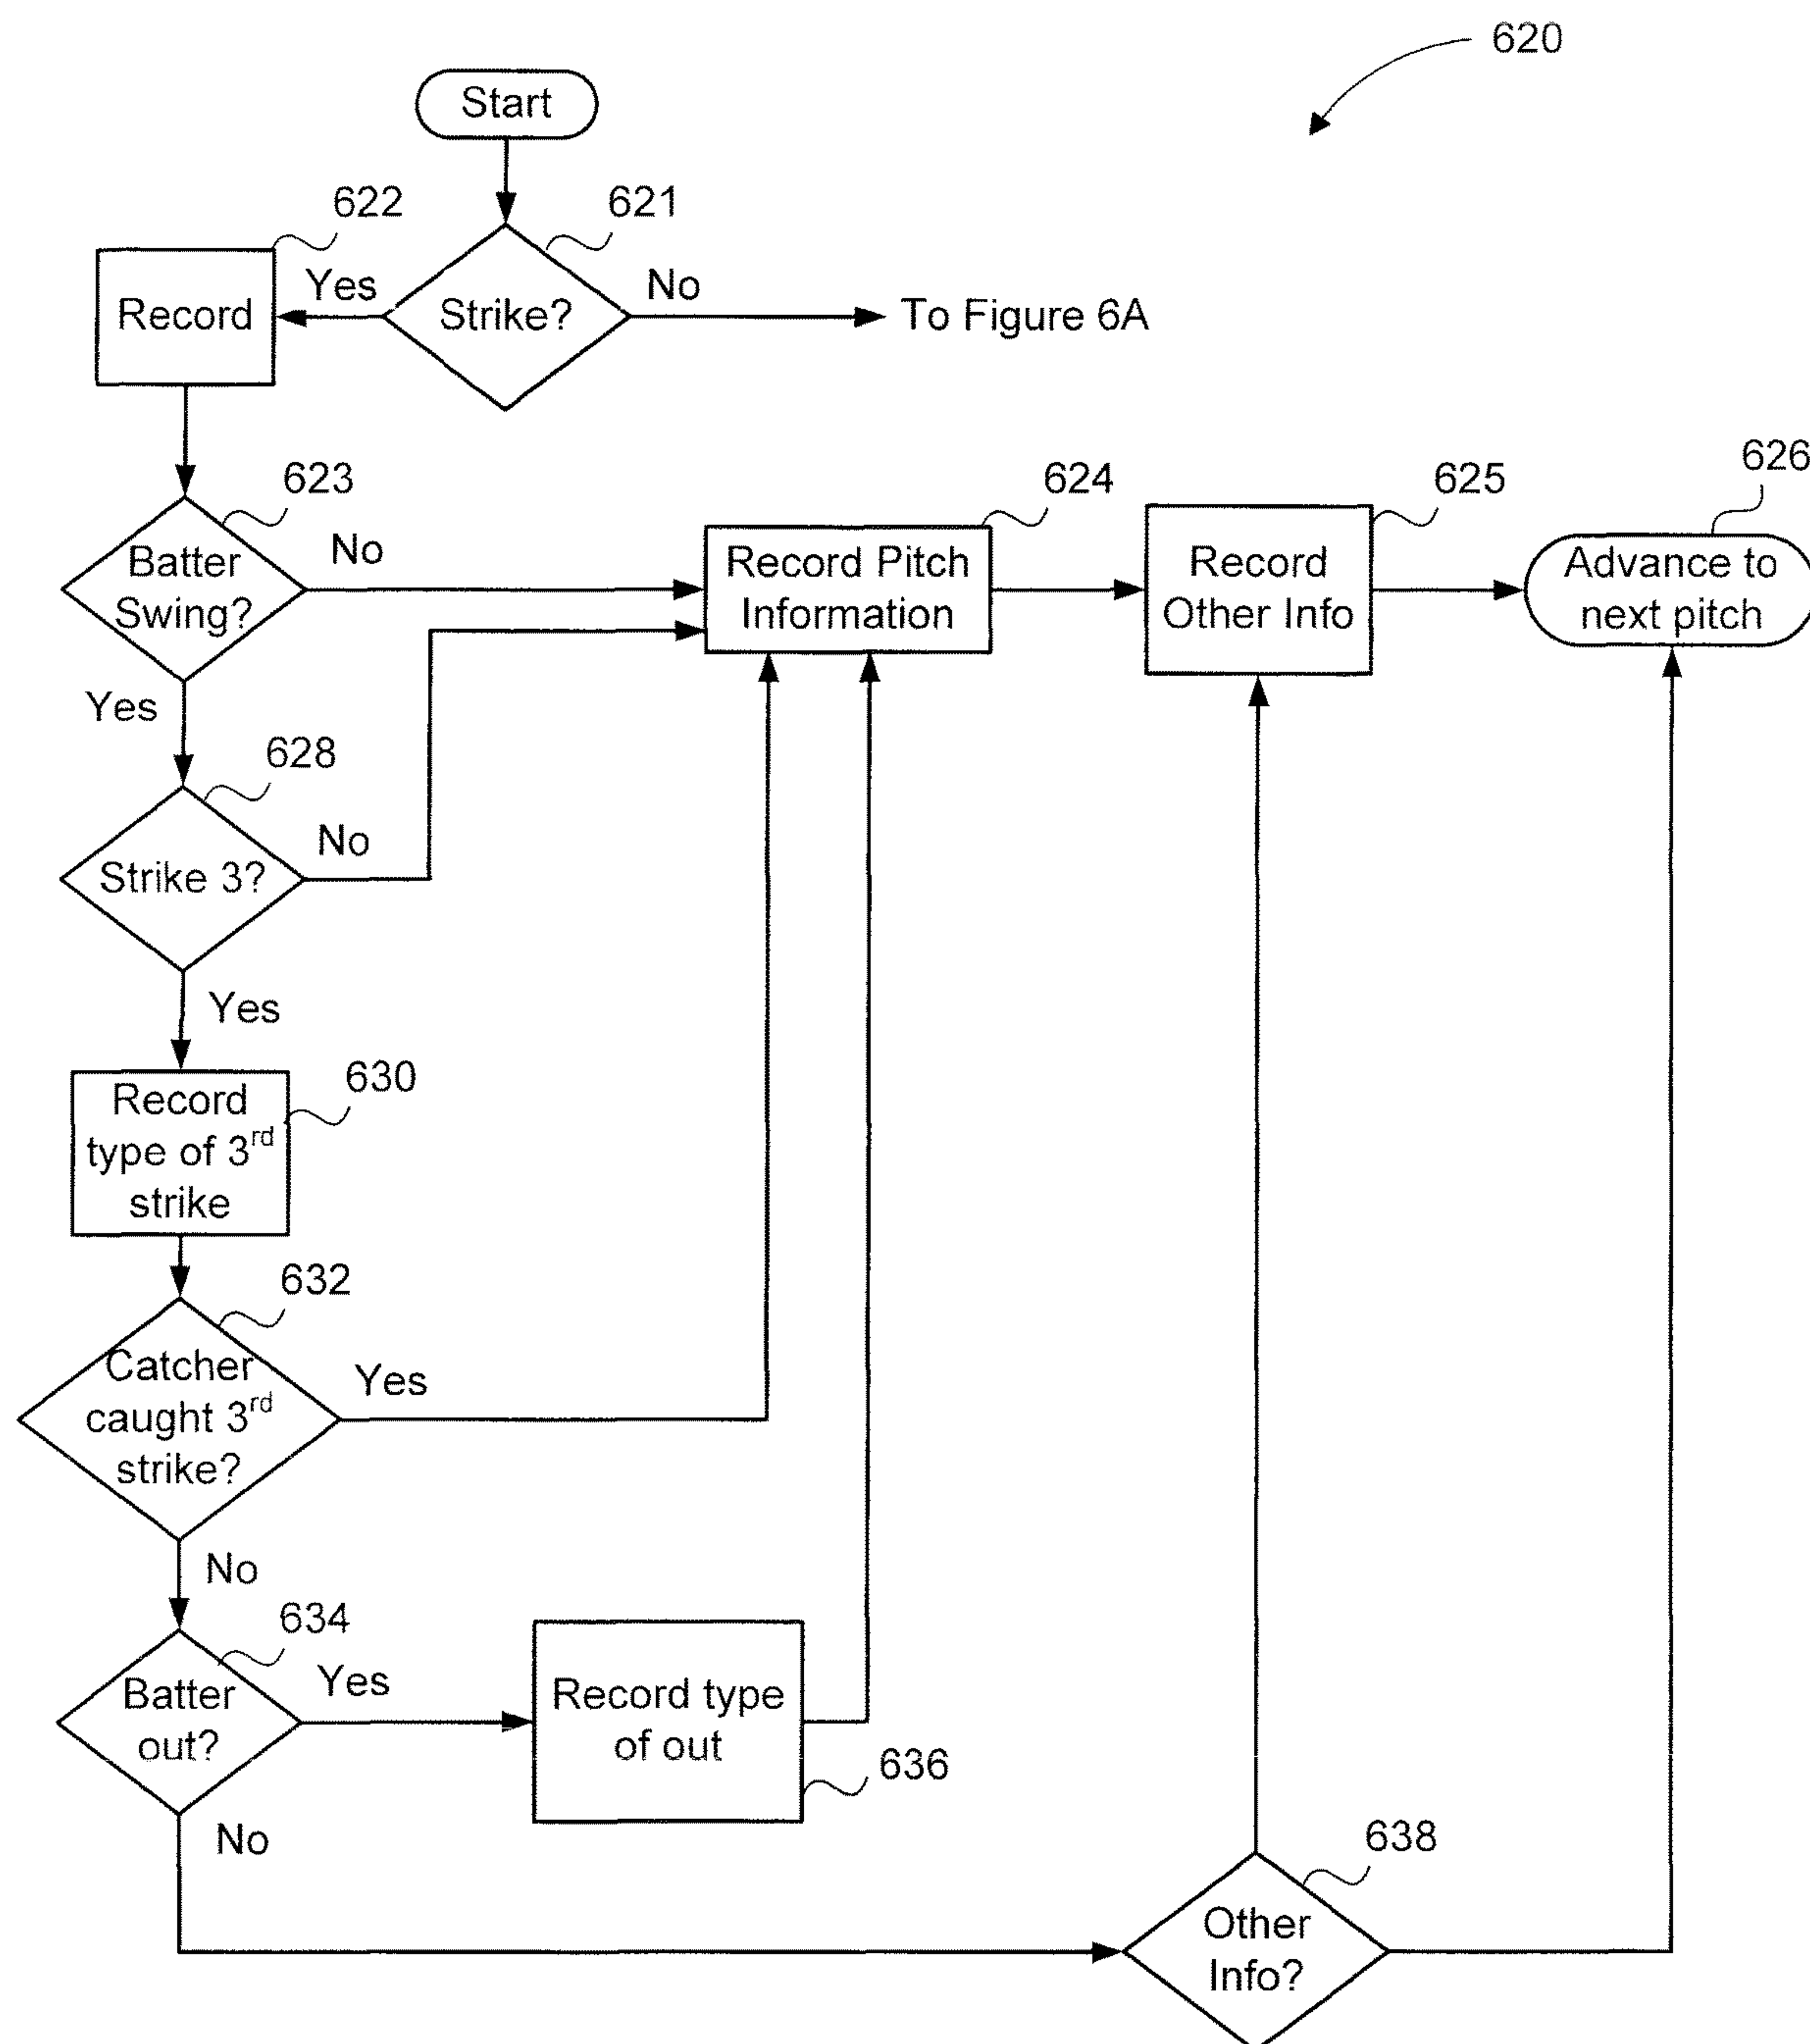 620
Start
622
621
Record
Yes
Strike?
No
To Figure 6A
623
Batter
Swing?
No
624
Record Pitch
Information
625
Record
Other Info
626
Advance to
next pitch
Yes
628
Strike 3?
No
Yes
630
Record
type of 3rd
strike
632
Catcher
caught 3rd
strike?
Yes
No
634
Batter
out?
Yes
Record type
of out
636
No
638
Other
Info?